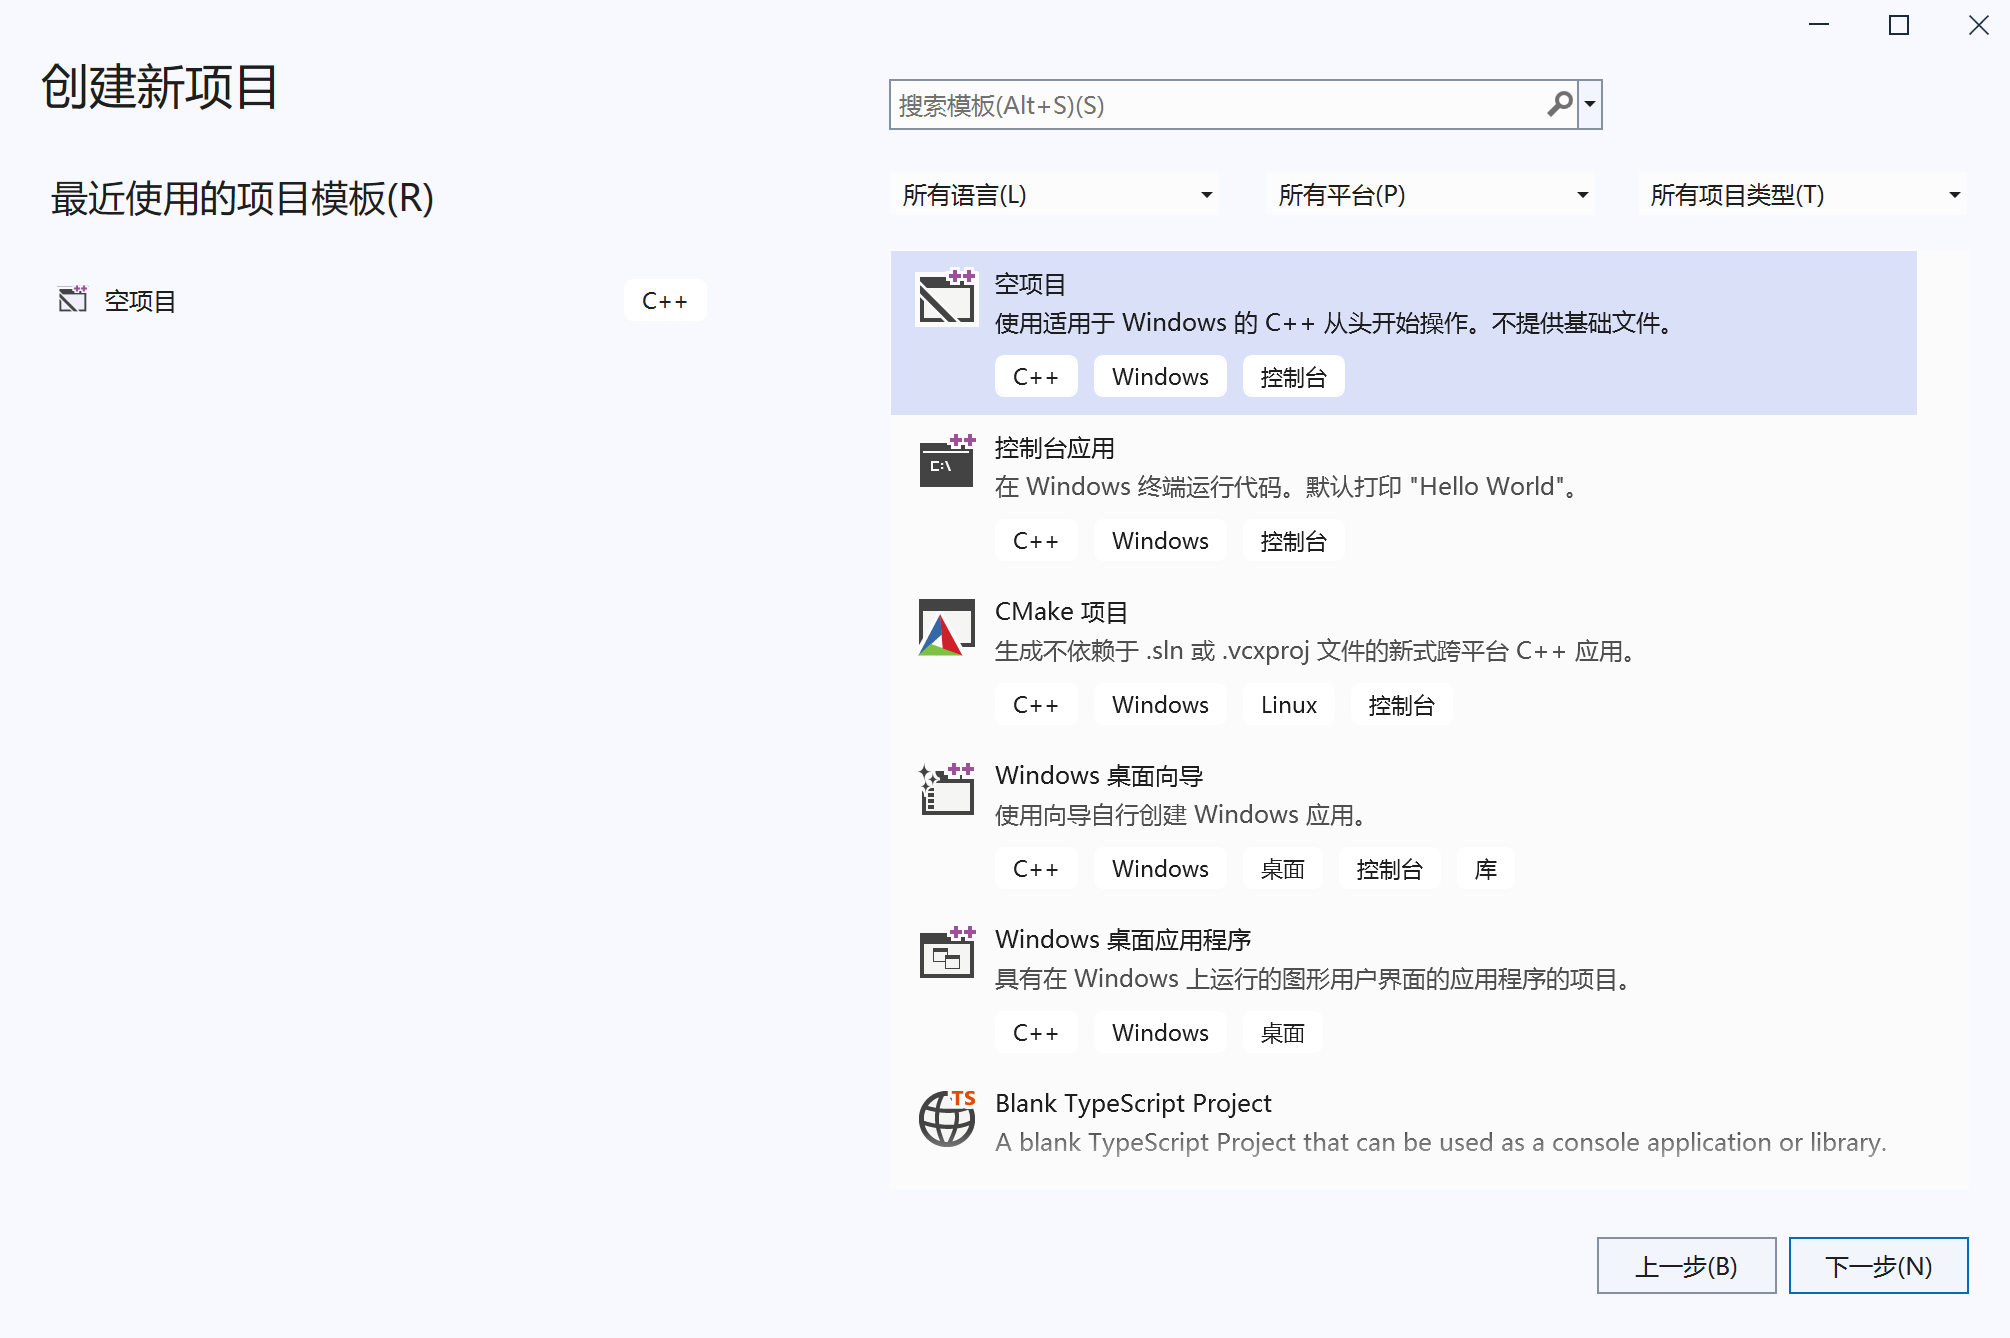 创建新项目
最近使用的项目模板(R)
空项目 C++
搜索模板(Alt+S)(S)
所有语言(L) 所有平台(P) 所有项目类型(T)
空项目
使用适用于 Windows 的 C++ 从头开始操作。不提供基础文件。
C++ Windows 控制台
控制台应用
在 Windows 终端运行代码。默认打印 "Hello World"。
C++ Windows 控制台
CMake 项目
生成不依赖于 .sln 或 .vcxproj 文件的新式跨平台 C++ 应用。
C++ Windows Linux 控制台
Windows 桌面向导
使用向导自行创建 Windows 应用。
C++ Windows 桌面 控制台 库
Windows 桌面应用程序
具有在 Windows 上运行的图形用户界面的应用程序的项目。
C++ Windows 桌面
TS
Blank TypeScript Project
A blank TypeScript Project that can be used as a console application or library.
上一步(B) 下一步(N)